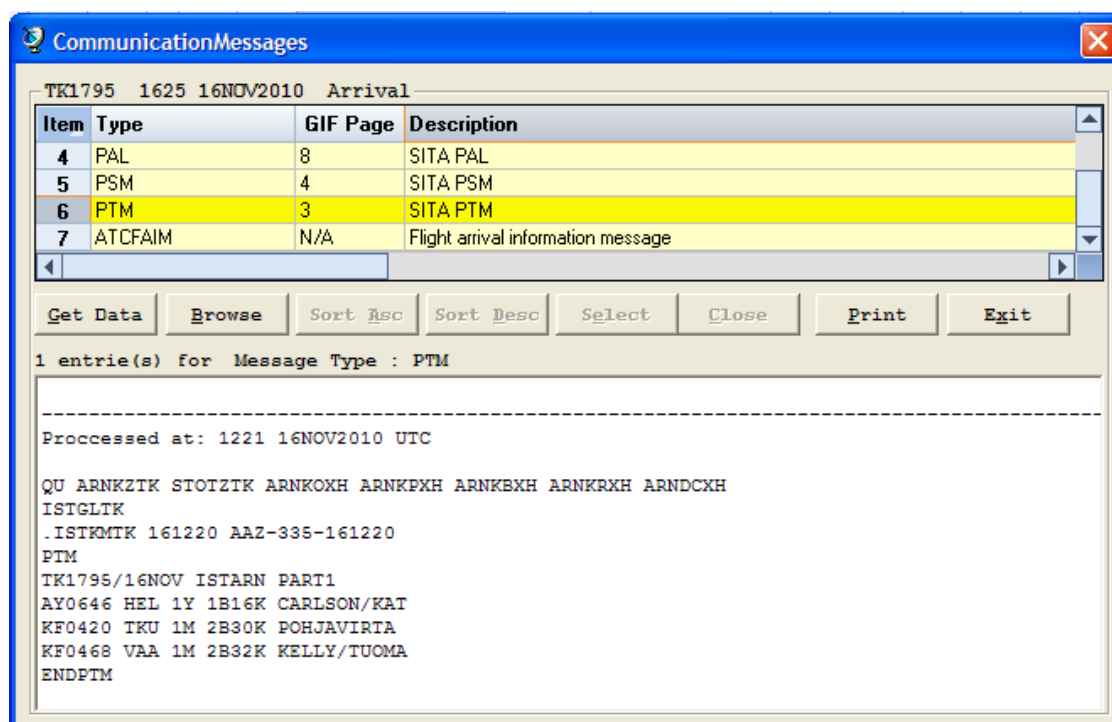 CommunicationMessages
TK1795 1625 16NOV2010 Arrival
Item Type GIF Page Description
4 PAL 8 SITA PAL
5 PSM 4 SITA PSM
6 PTM 3 SITA PTM
7 ATCFAIM N/A Flight arrival information message
Get Data Browse Sort Asc Sort Desc Select Close Print Exit
1 entrie(s) for Message Type : PTM
--------------------------------------------------------------------------------
Proccessed at: 1221 16NOV2010 UTC
QU ARNKZTK STOTZTK ARNKOXH ARNKPXH ARNKBXH ARNKRXH ARNDCXH
ISTGLTK
.ISTKMTK 161220 AAZ-335-161220
PTM
TK1795/16NOV ISTARN PART1
AY0646 HEL 1Y 1B16K CARLSON/KAT
KF0420 TKU 1M 2B30K POHJAVIRTA
KF0468 VAA 1M 2B32K KELLY/TUOMA
ENDPTM